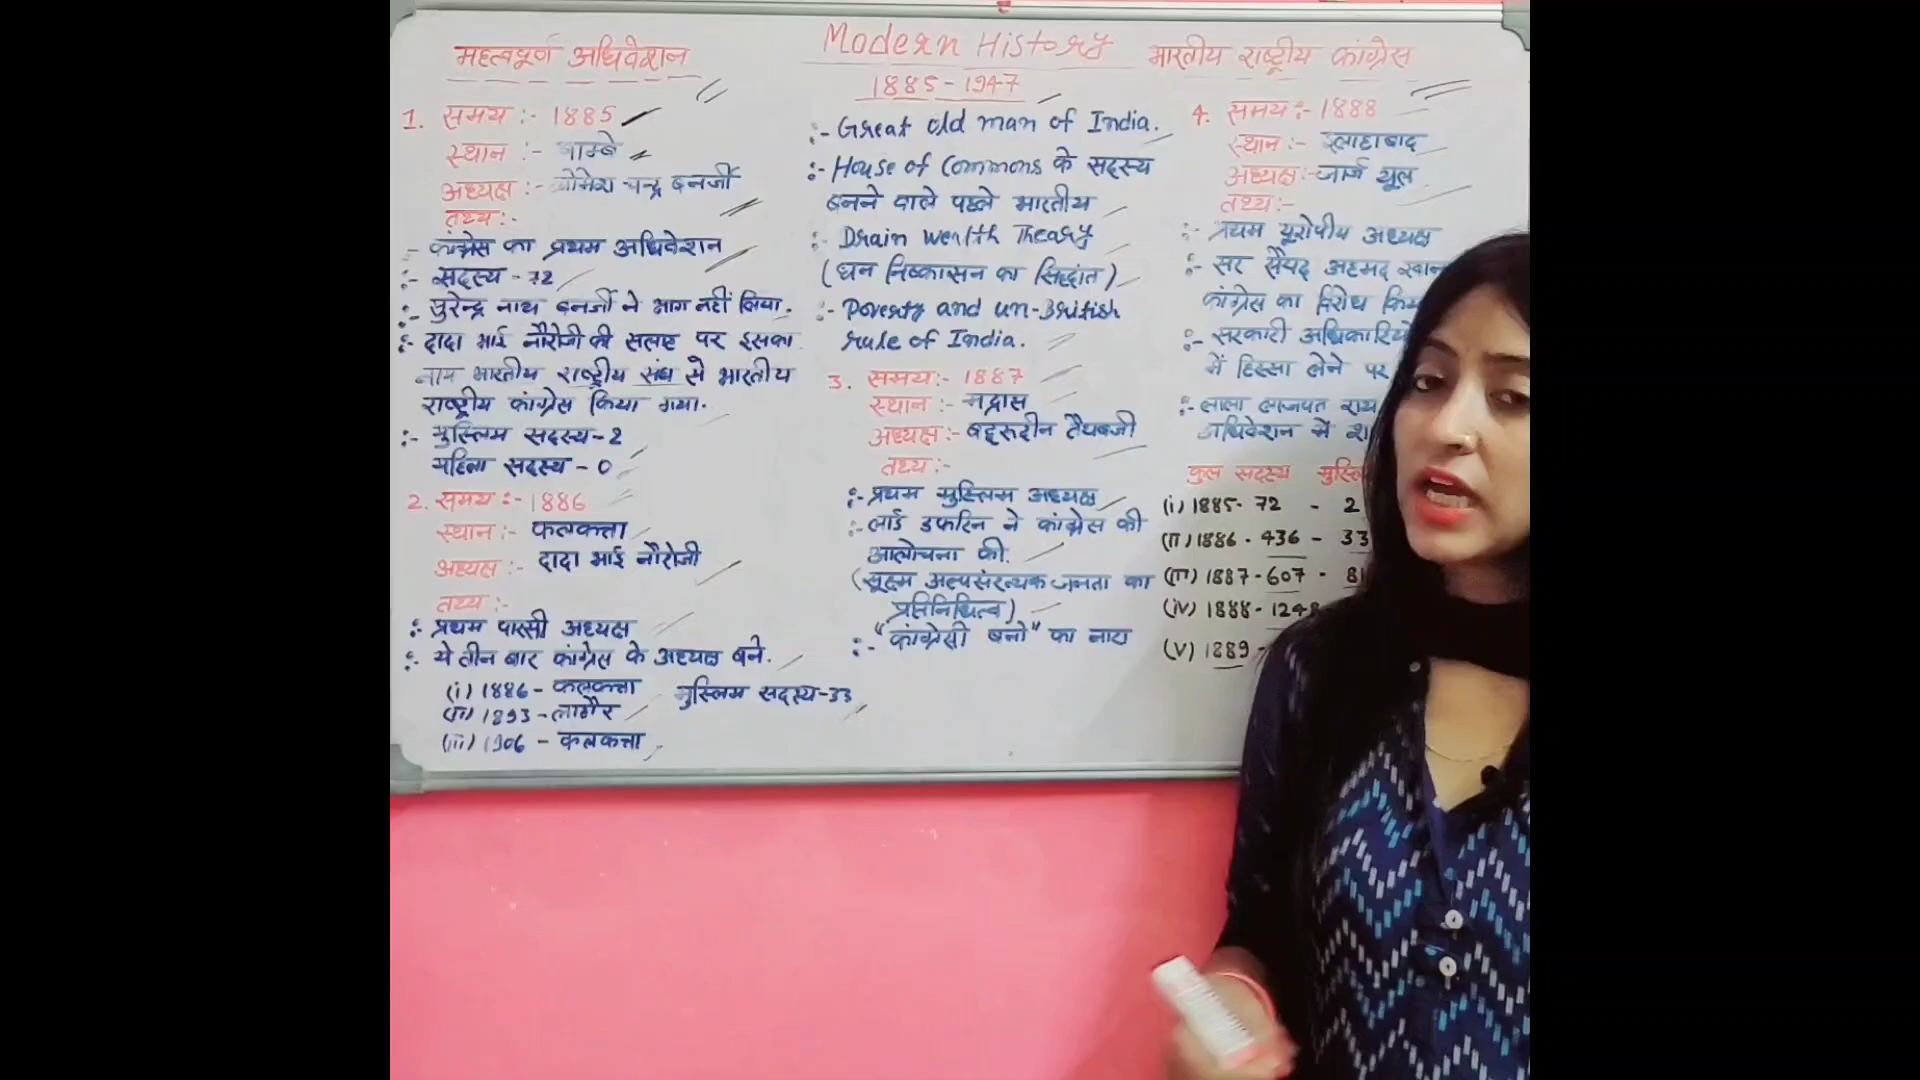 महत्वपूर्ण अधिवेशन
Modern History
1885-1947
भारतीय राष्ट्रीय कांग्रेस
1. समय :- 1885
स्थान :- बाम्बे
अध्यक्ष :- व्योमेश चन्द्र बनर्जी
तथ्य :-
:- कांग्रेस का प्रथम अधिवेशन
:- सदस्य - 72
:- सुरेन्द्र नाथ बनर्जी ने भाग नहीं लिया.
:- दादा भाई नौरोजी की सलाह पर इसका
नाम भारतीय राष्ट्रीय संघ से भारतीय
राष्ट्रीय कांग्रेस किया गया.
:- मुस्लिम सदस्य - 2
महिला सदस्य - 0
2. समय :- 1886
स्थान :- कलकत्ता
अध्यक्ष :- दादा भाई नौरोजी
तथ्य :-
:- प्रथम पारसी अध्यक्ष
:- ये तीन बार कांग्रेस के अध्यक्ष बने.
(i) 1886 - कलकत्ता
(ii) 1893 - लाहौर
(iii) 1906 - कलकत्ता
मुस्लिम सदस्य - 33
:- Great old man of India.
:- House of Commons के सदस्य
बनने वाले पहले भारतीय
:- Drain Wealth Theory
(धन निष्कासन का सिद्धांत)
:- Poverty and un-British
rule of India.
3. समय :- 1887
स्थान :- मद्रास
अध्यक्ष :- बदरूद्दीन तैयबजी
तथ्य :-
:- प्रथम मुस्लिम अध्यक्ष
:- लार्ड डफरिन ने कांग्रेस की
आलोचना की.
(सूक्ष्म अल्पसंख्यक जनता का
प्रतिनिधित्व)
:- "कांग्रेसी बनो" का नारा
4. समय :- 1888
स्थान :- इलाहाबाद
अध्यक्ष :- जार्ज यूल
तथ्य :-
:- प्रथम यूरोपीय अध्यक्ष
:- सर सैयद अहमद खान
कांग्रेस का विरोध
:- सरकारी
में हिस्सा लेने पर
:- लाला लाजपत राय
अधिवेशन में
कुल सदस्य
(i) 1885 - 72 - 2
(ii) 1886 - 436 - 33
(iii) 1887 - 607 - 81
(iv) 1888 - 1248
(v) 1889 -